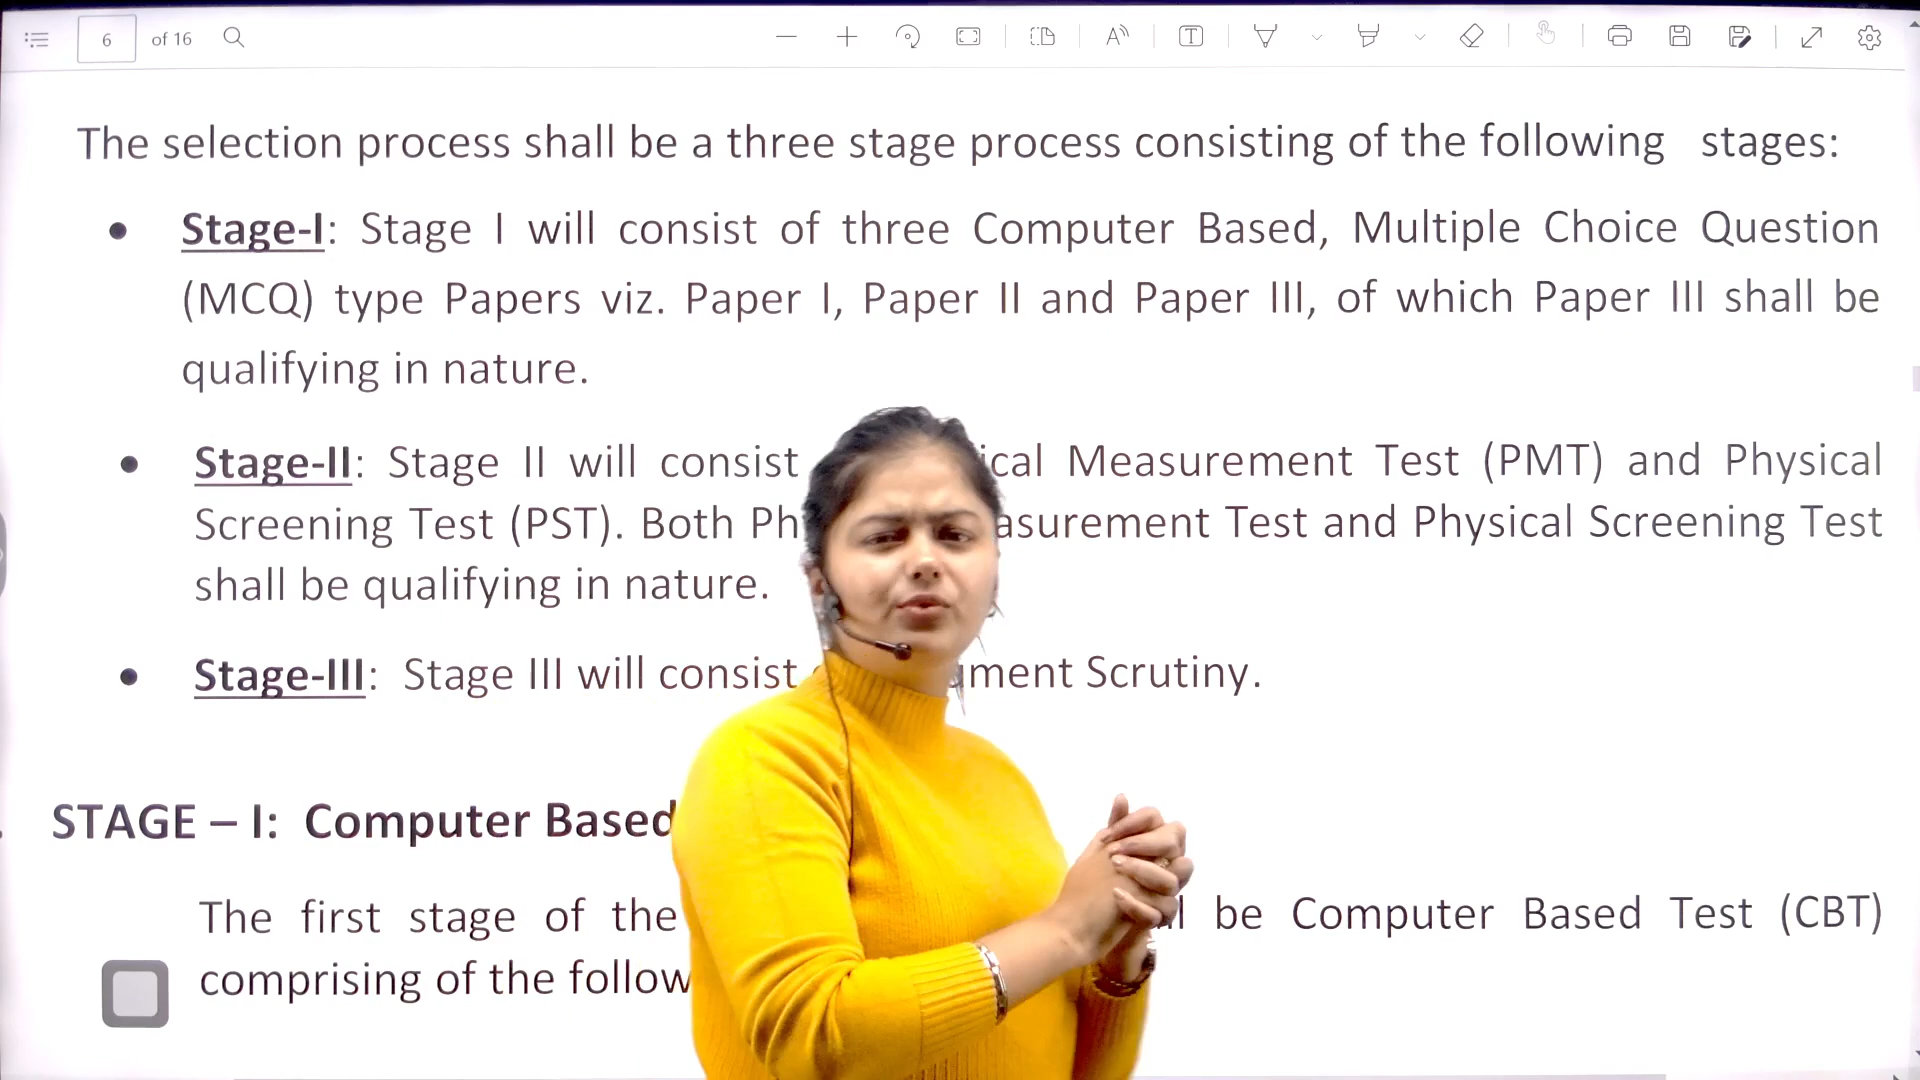 6 of 16
The selection process shall be a three stage process consisting of the following stages:
• Stage-I: Stage I will consist of three Computer Based, Multiple Choice Question
(MCQ) type Papers viz. Paper I, Paper II and Paper III, of which Paper III shall be
qualifying in nature.
• Stage-II: Stage II will consist ical Measurement Test (PMT) and Physical
Screening Test (PST). Both Ph asurement Test and Physical Screening Test
shall be qualifying in nature.
• Stage-III: Stage III will consist ment Scrutiny.
STAGE – I: Computer Based
The first stage of the be Computer Based Test (CBT)
comprising of the follow